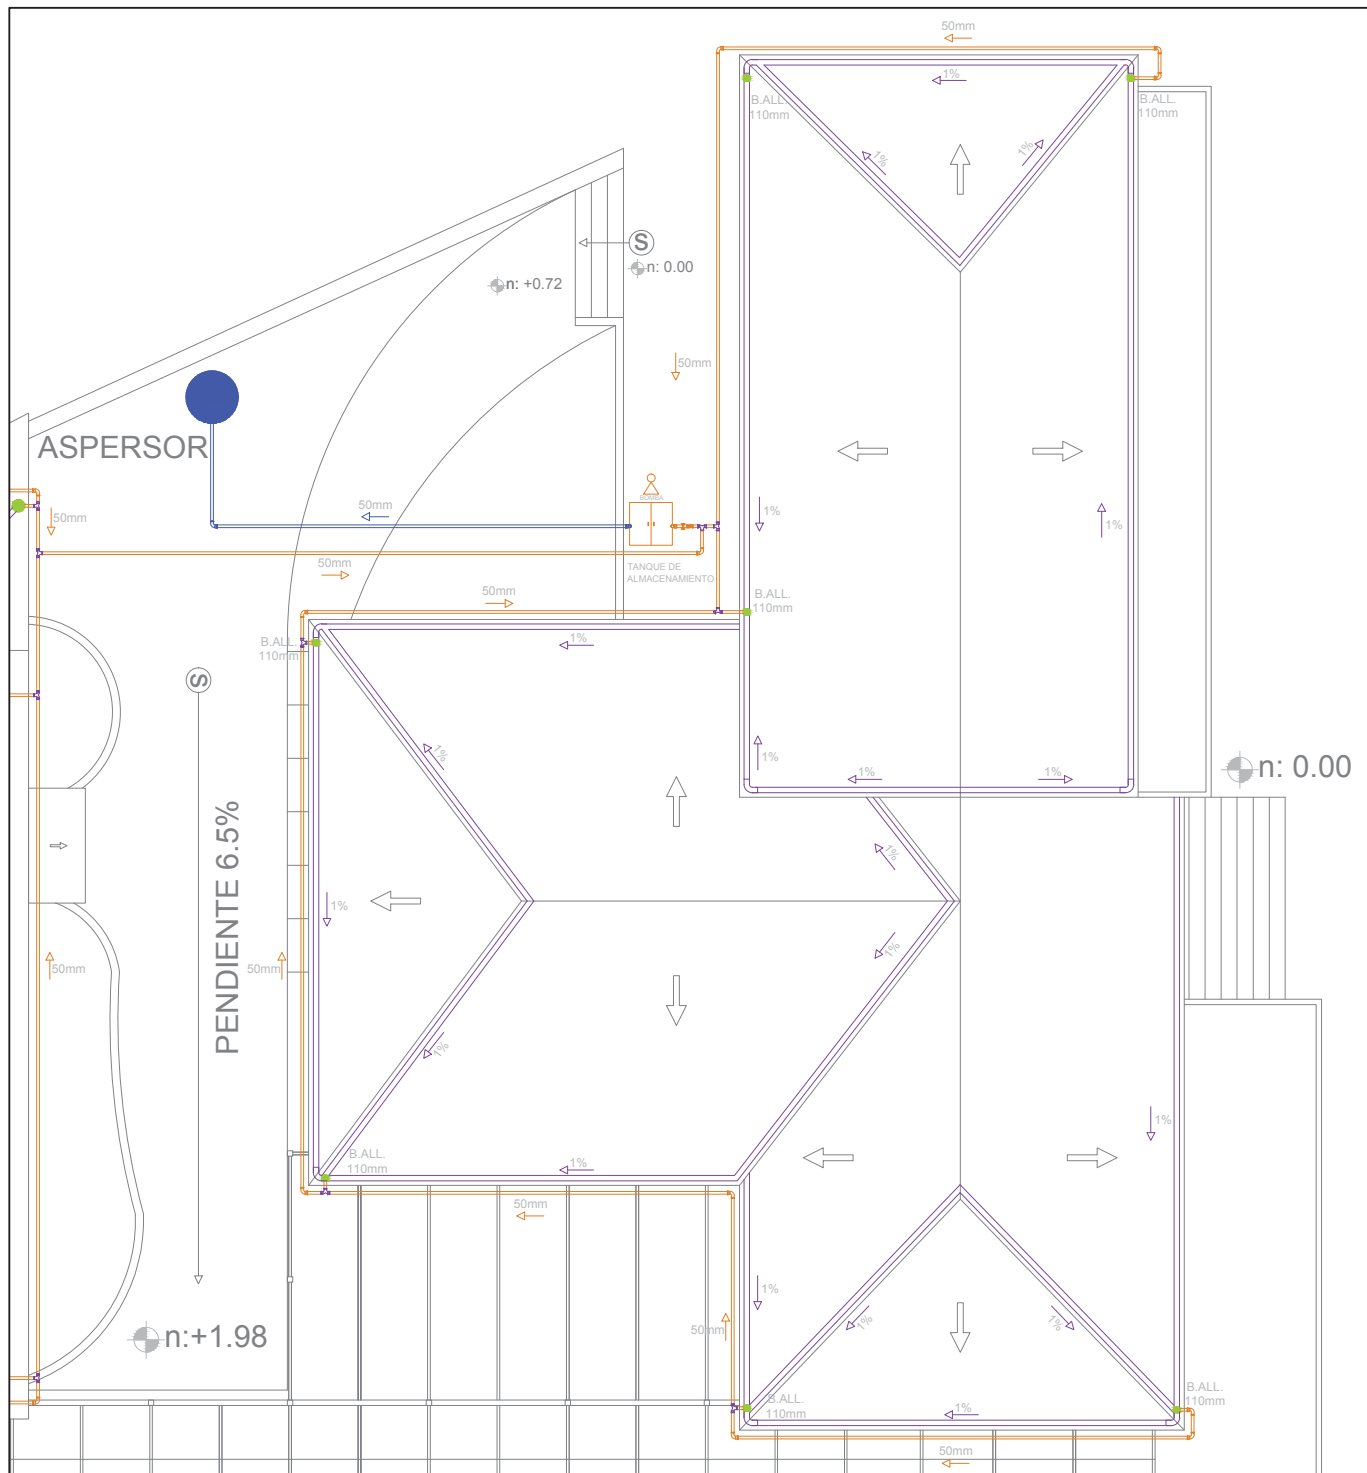 50mm
1%
B.ALL.
110mm
B.ALL.
110mm
1%
1%
S
n: 0.00
n: +0.72
50mm
ASPERSOR
50mm
50mm
BOMBA
1%
1%
50mm
TANQUE DE
ALMACENAMIENTO
50mm
B.ALL.
110mm
B.ALL.
110mm
1%
S
1%
1%
1%
1%
n: 0.00
PENDIENTE 6.5%
1%
1%
1%
50mm
50mm
1%
1%
B.ALL.
110mm
1%
50mm
1%
1%
1%
50mm
n:+1.98
B.ALL.
110mm
1%
B.ALL.
110mm
50mm